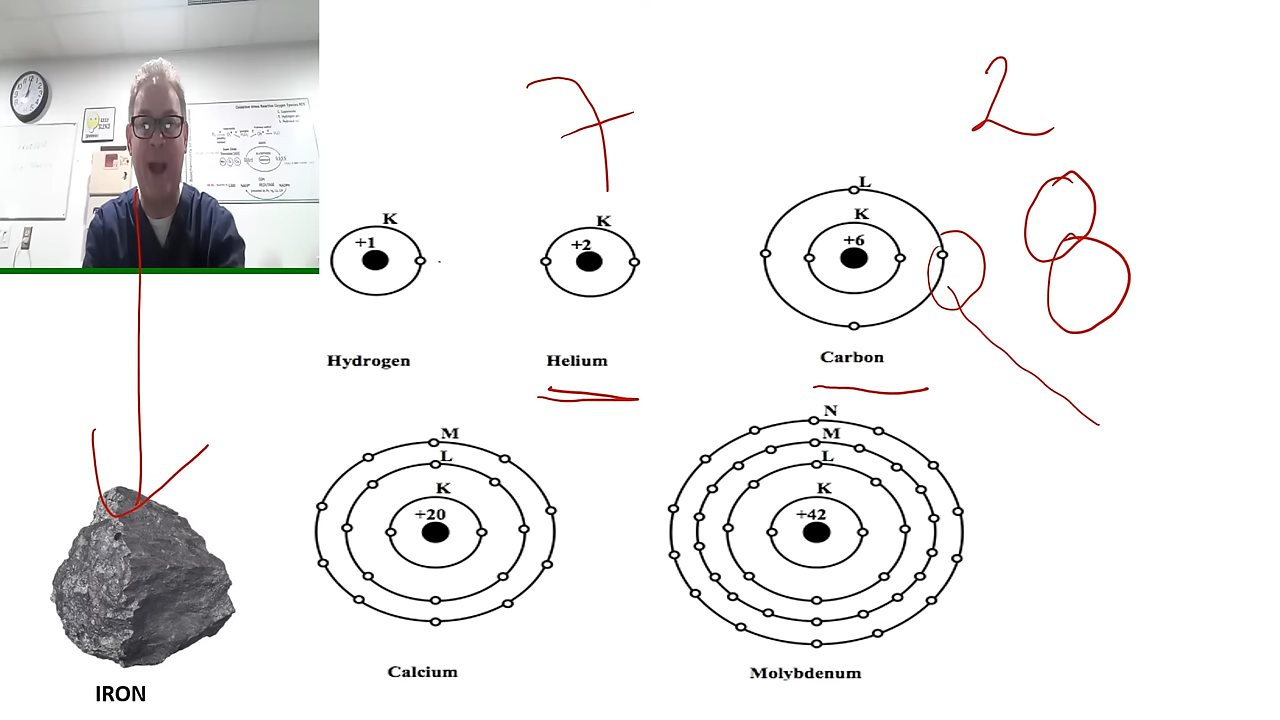 7
2
8
K
+1
Hydrogen
K
+2
Helium
L
K
+6
Carbon
M
L
K
+20
Calcium
N
M
L
K
+42
Molybdenum
IRON